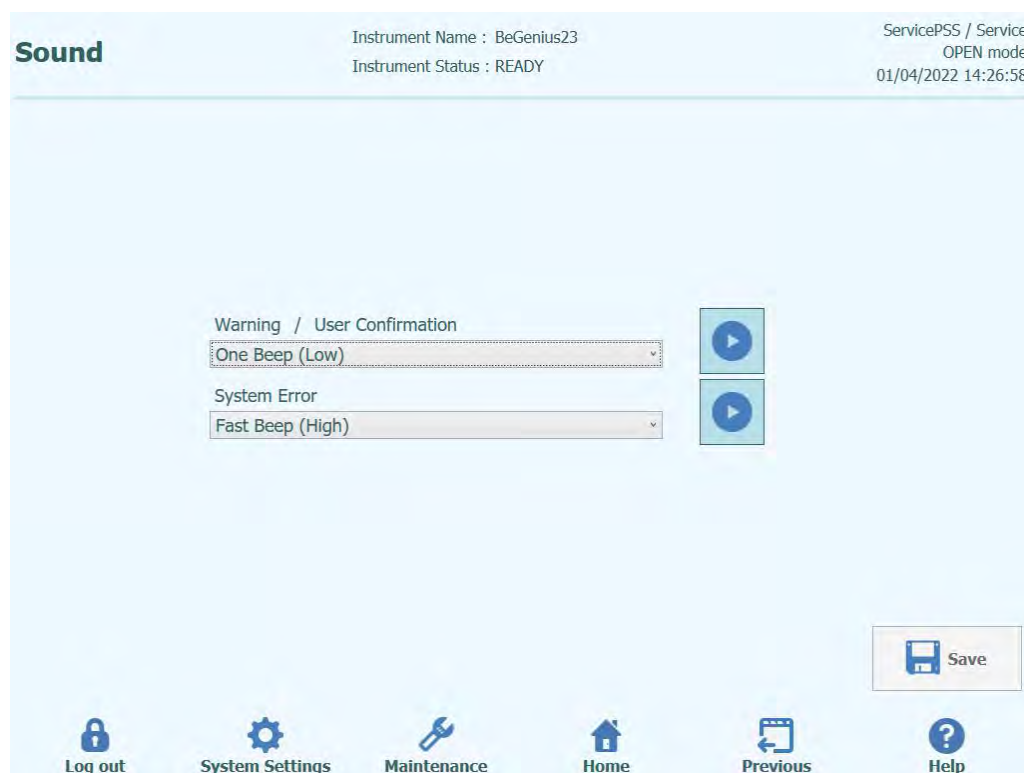 Sound
Instrument Name : BeGenius23
Instrument Status : READY
ServicePSS / Service
OPEN mode
01/04/2022 14:26:58
Warning / User Confirmation
One Beep (Low)
System Error
Fast Beep (High)
Save
Log out
System Settings
Maintenance
Home
Previous
Help